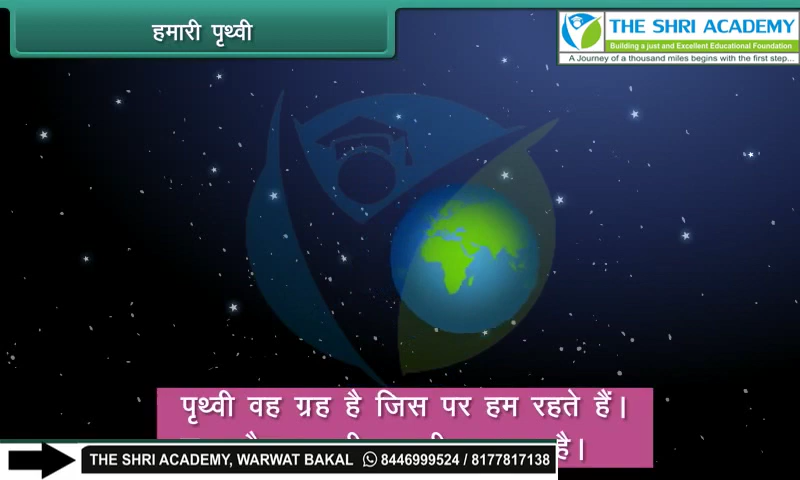 हमारी पृथ्वी
THE SHRI ACADEMY
Building a just and Excellent Educational Foundation
A Journey of a thousand miles begins with the first step...
पृथ्वी वह ग्रह है जिस पर हम रहते हैं।
है।
THE SHRI ACADEMY, WARWAT BAKAL 8446999524 / 8177817138